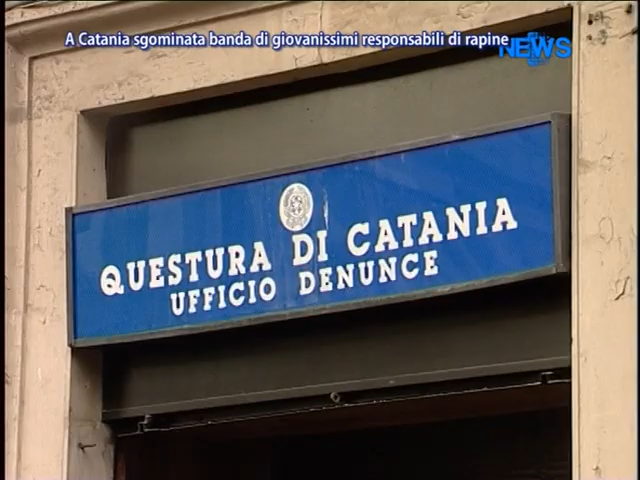 A Catania sgominata banda di giovanissimi responsabili di rapine
NEWS
QUESTURA DI CATANIA
UFFICIO DENUNCE